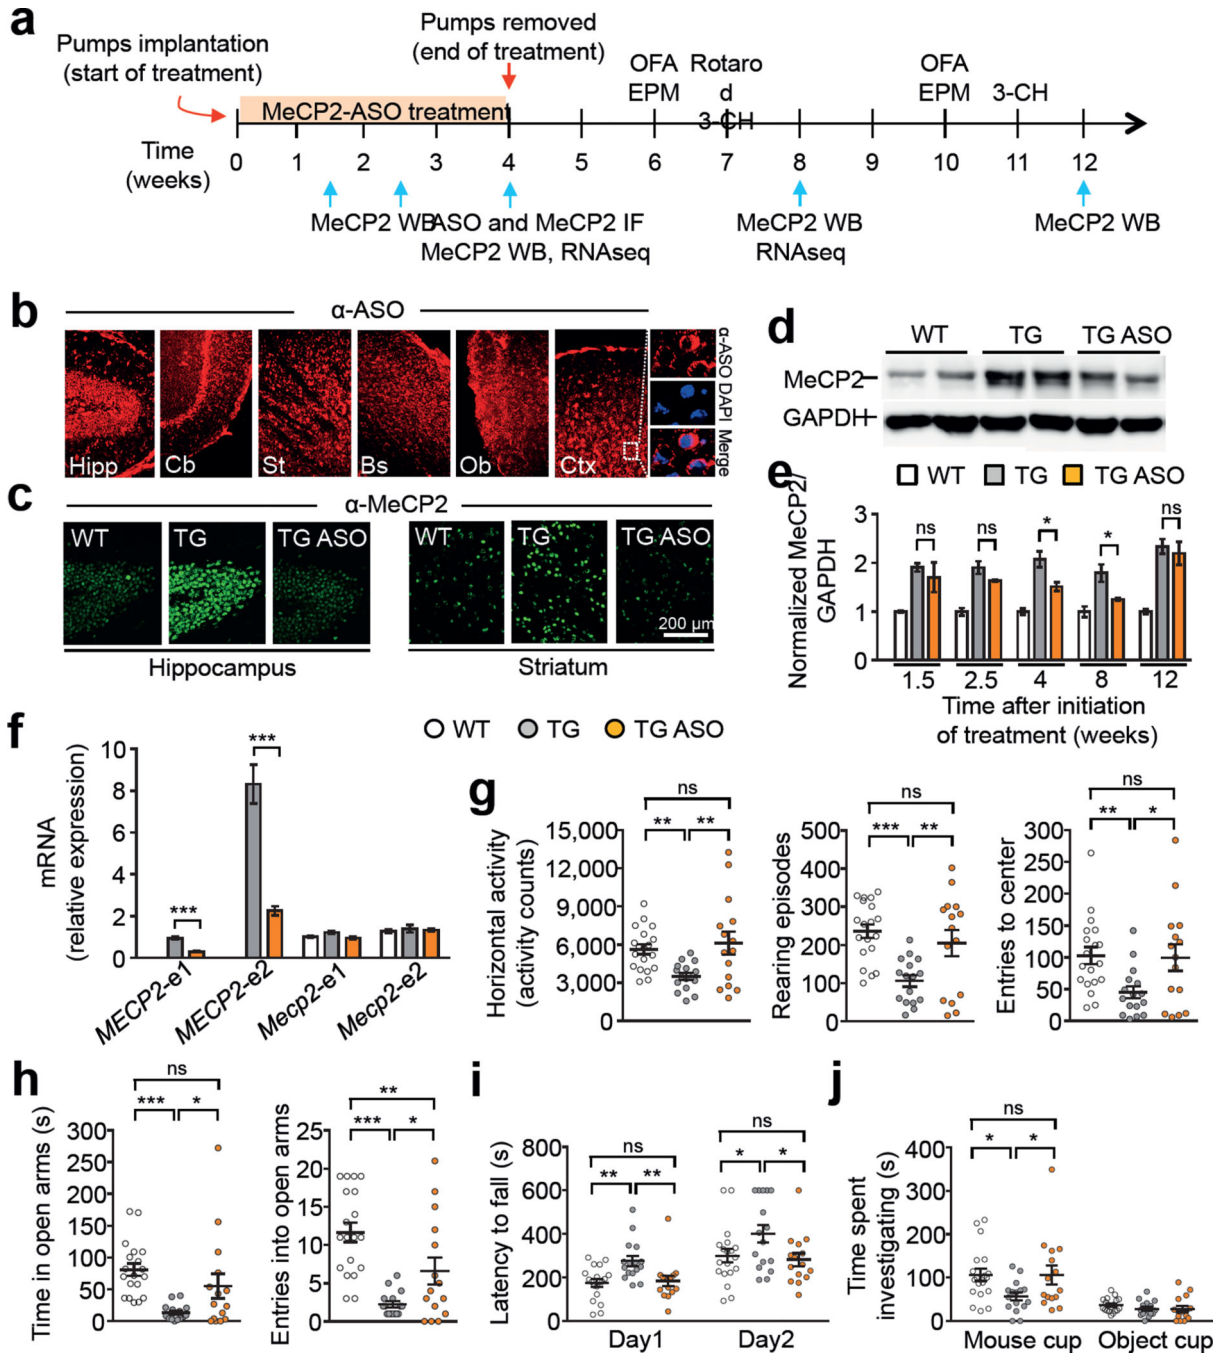 a
Pumps implantation
(start of treatment)
Pumps removed
(end of treatment)
OFA
EPM
Rotaro
d
3-CH
OFA
EPM
3-CH
MeCP2-ASO treatment
Time
(weeks)
0 1 2 3 4 5 6 7 8 9 10 11 12
MeCP2 WB
ASO and MeCP2 IF
MeCP2 WB, RNAseq
MeCP2 WB
RNAseq
MeCP2 WB
b
α-ASO
Hipp Cb St Bs Ob Ctx
α-ASO DAPI Merge
c
α-MeCP2
WT TG TG ASO
WT TG TG ASO
200 µm
Hippocampus
Striatum
d
WT TG TG ASO
MeCP2
GAPDH
e
WT TG TG ASO
Normalized MeCP2/
GAPDH
3
2
1
0
ns ns * * ns
1.5 2.5 4 8 12
Time after initiation
of treatment (weeks)
WT TG TG ASO
f
mRNA
(relative expression)
10
8
6
4
2
0
*** ***
MECP2-e1 MECP2-e2 Mecp2-e1 Mecp2-e2
g
Horizontal activity
(activity counts)
15,000
12,000
9,000
6,000
3,000
0
ns
** **
Rearing episodes
500
400
300
200
100
0
ns
*** **
Entries to center
300
250
200
150
100
50
0
ns
** *
h
Time in open arms (s)
300
250
200
150
100
50
0
ns
*** *
Entries into open arms
25
20
15
10
5
0
**
*** *
i
Latency to fall (s)
800
600
400
200
0
ns
** **
ns
* *
Day1 Day2
j
Time spent
investigating (s)
400
300
200
100
0
ns
* *
Mouse cup Object cup